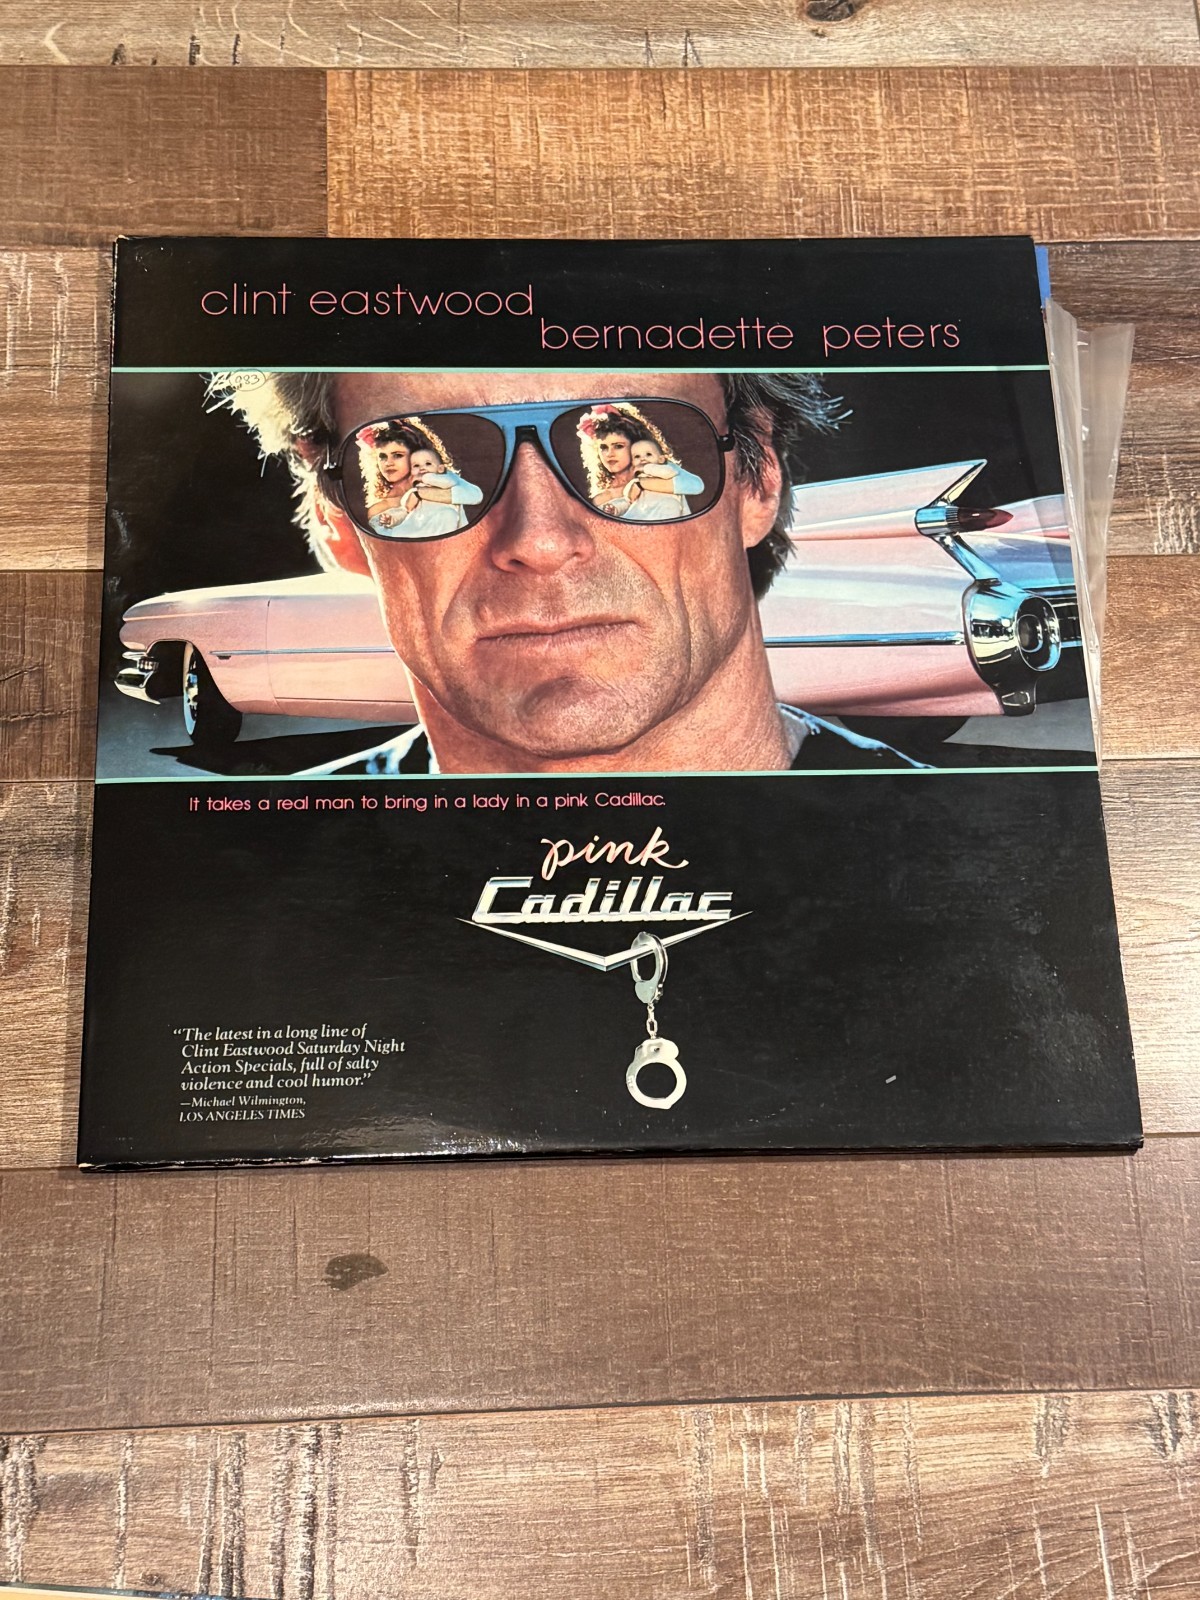 clint eastwood
bernadette peters
983
It takes a real man to bring in a lady in a pink Cadillac.
pink
Cadillac
“The latest in a long line of
Clint Eastwood Saturday Night
Action Specials, full of salty
violence and cool humor.”
—Michael Wilmington,
LOS ANGELES TIMES